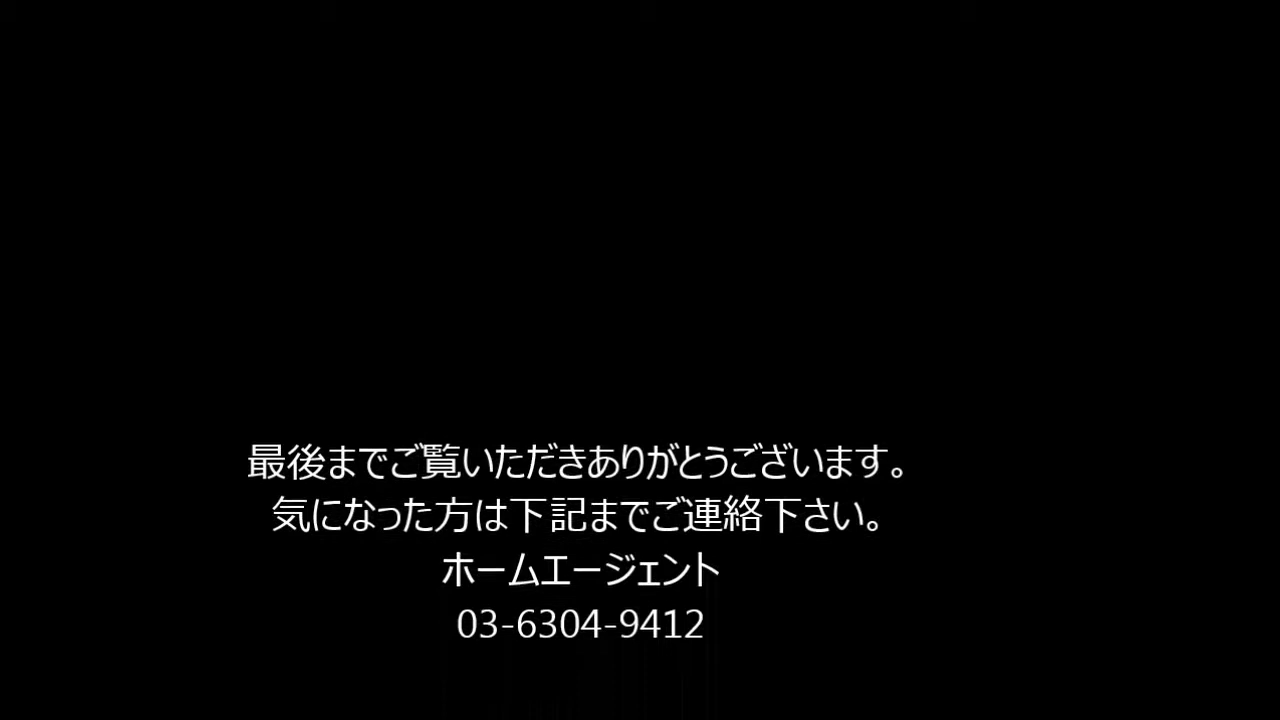 最後までご覧いただきありがとうございます。
気になった方は下記までご連絡下さい。
ホームエージェント
03-6304-9412